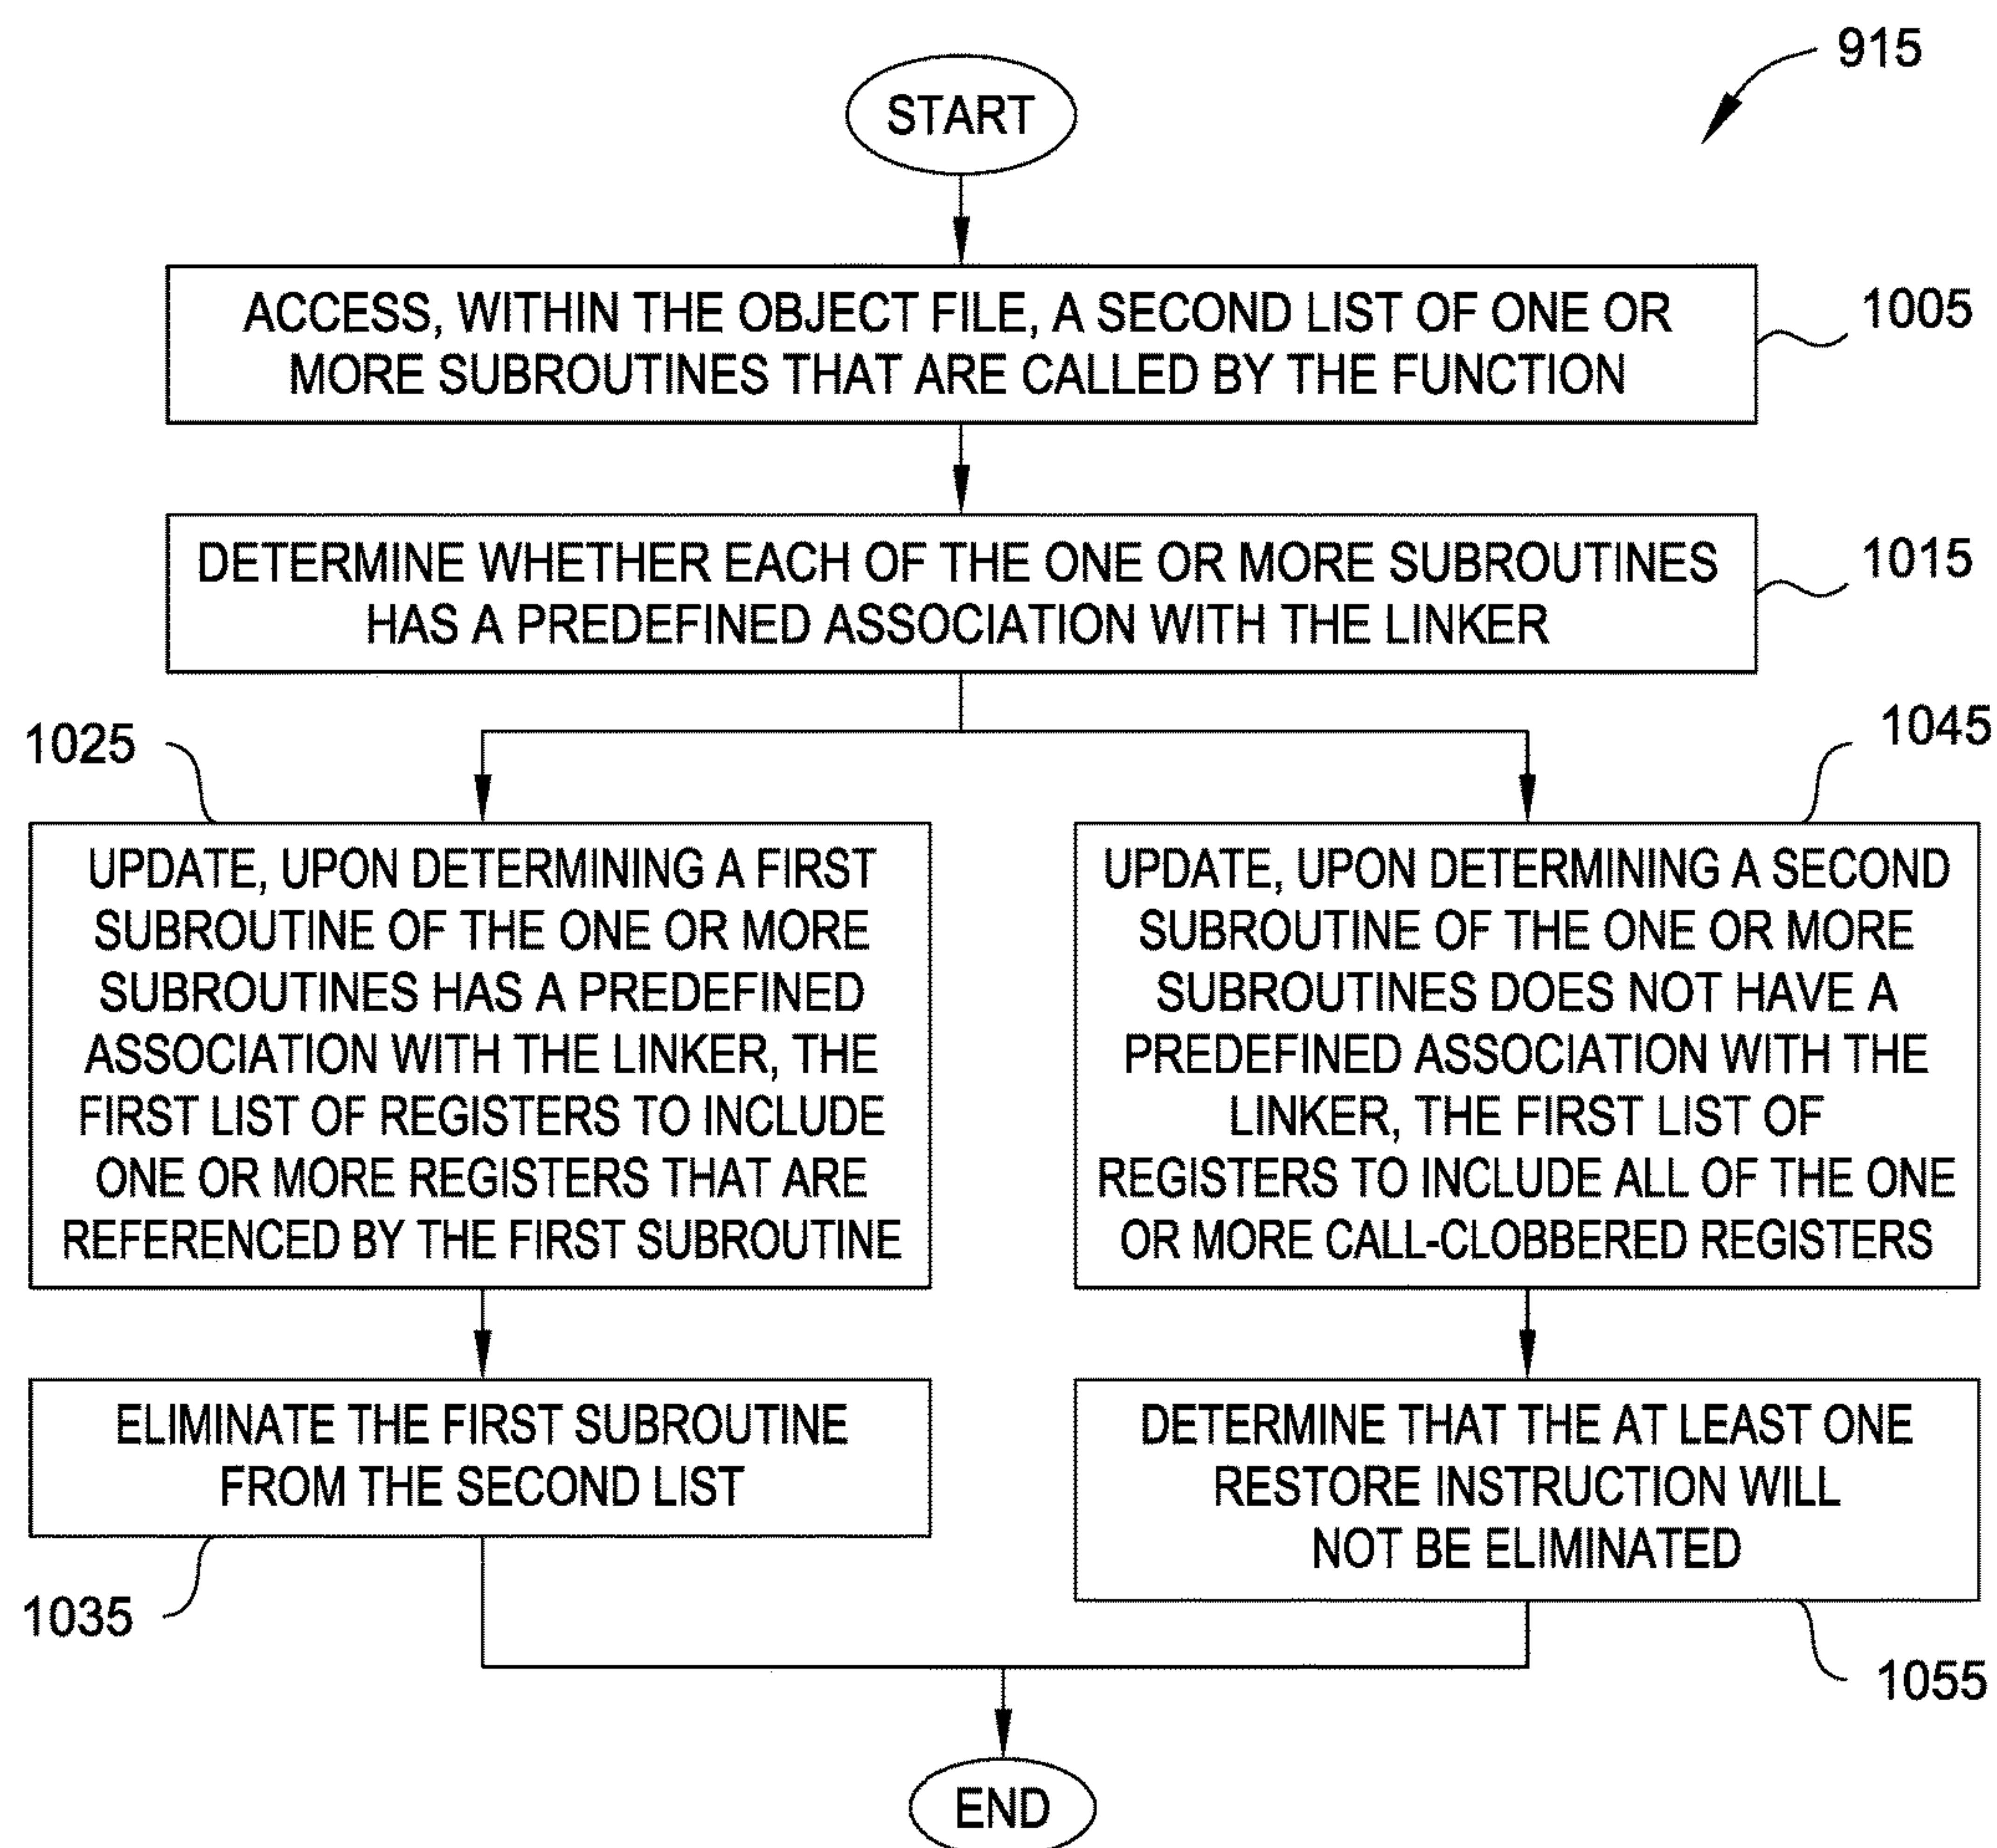 915
START
ACCESS, WITHIN THE OBJECT FILE, A SECOND LIST OF ONE OR
MORE SUBROUTINES THAT ARE CALLED BY THE FUNCTION
1005
DETERMINE WHETHER EACH OF THE ONE OR MORE SUBROUTINES
HAS A PREDEFINED ASSOCIATION WITH THE LINKER
1015
1025
UPDATE, UPON DETERMINING A FIRST
SUBROUTINE OF THE ONE OR MORE
SUBROUTINES HAS A PREDEFINED
ASSOCIATION WITH THE LINKER, THE
FIRST LIST OF REGISTERS TO INCLUDE
ONE OR MORE REGISTERS THAT ARE
REFERENCED BY THE FIRST SUBROUTINE
1045
UPDATE, UPON DETERMINING A SECOND
SUBROUTINE OF THE ONE OR MORE
SUBROUTINES DOES NOT HAVE A
PREDEFINED ASSOCIATION WITH THE
LINKER, THE FIRST LIST OF
REGISTERS TO INCLUDE ALL OF THE ONE
OR MORE CALL-CLOBBERED REGISTERS
ELIMINATE THE FIRST SUBROUTINE
FROM THE SECOND LIST
1035
DETERMINE THAT THE AT LEAST ONE
RESTORE INSTRUCTION WILL
NOT BE ELIMINATED
1055
END